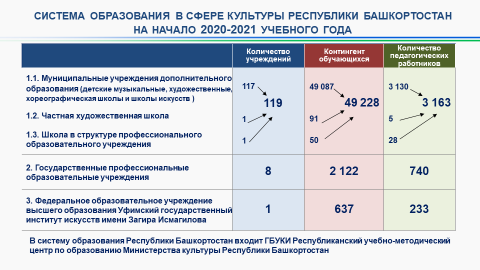 СИСТЕМА ОБРАЗОВАНИЯ В СФЕРЕ КУЛЬТУРЫ РЕСПУБЛИКИ БАШКОРТОСТАН
НА НАЧАЛО 2020-2021 УЧЕБНОГО ГОДА
Количество
учреждений
Контингент
обучающихся
Количество
педагогических
работников
1.1. Муниципальные учреждения дополнительного
образования (детские музыкальные, художественные,
хореографическая школы и школы искусств )
1.2. Частная художественная школа
1.3. Школа в структуре профессионального
образовательного учреждения
117
119
1
1
49 087
49 228
91
50
3 130
3 163
5
28
2. Государственные профессиональные
образовательные учреждения
8
2 122
740
3. Федеральное образовательное учреждение
высшего образования Уфимский государственный
институт искусств имени Загира Исмагилова
1
637
233
В систему образования Республики Башкортостан входит ГБУКИ Республиканский учебно-методический
центр по образованию Министерства культуры Республики Башкортостан